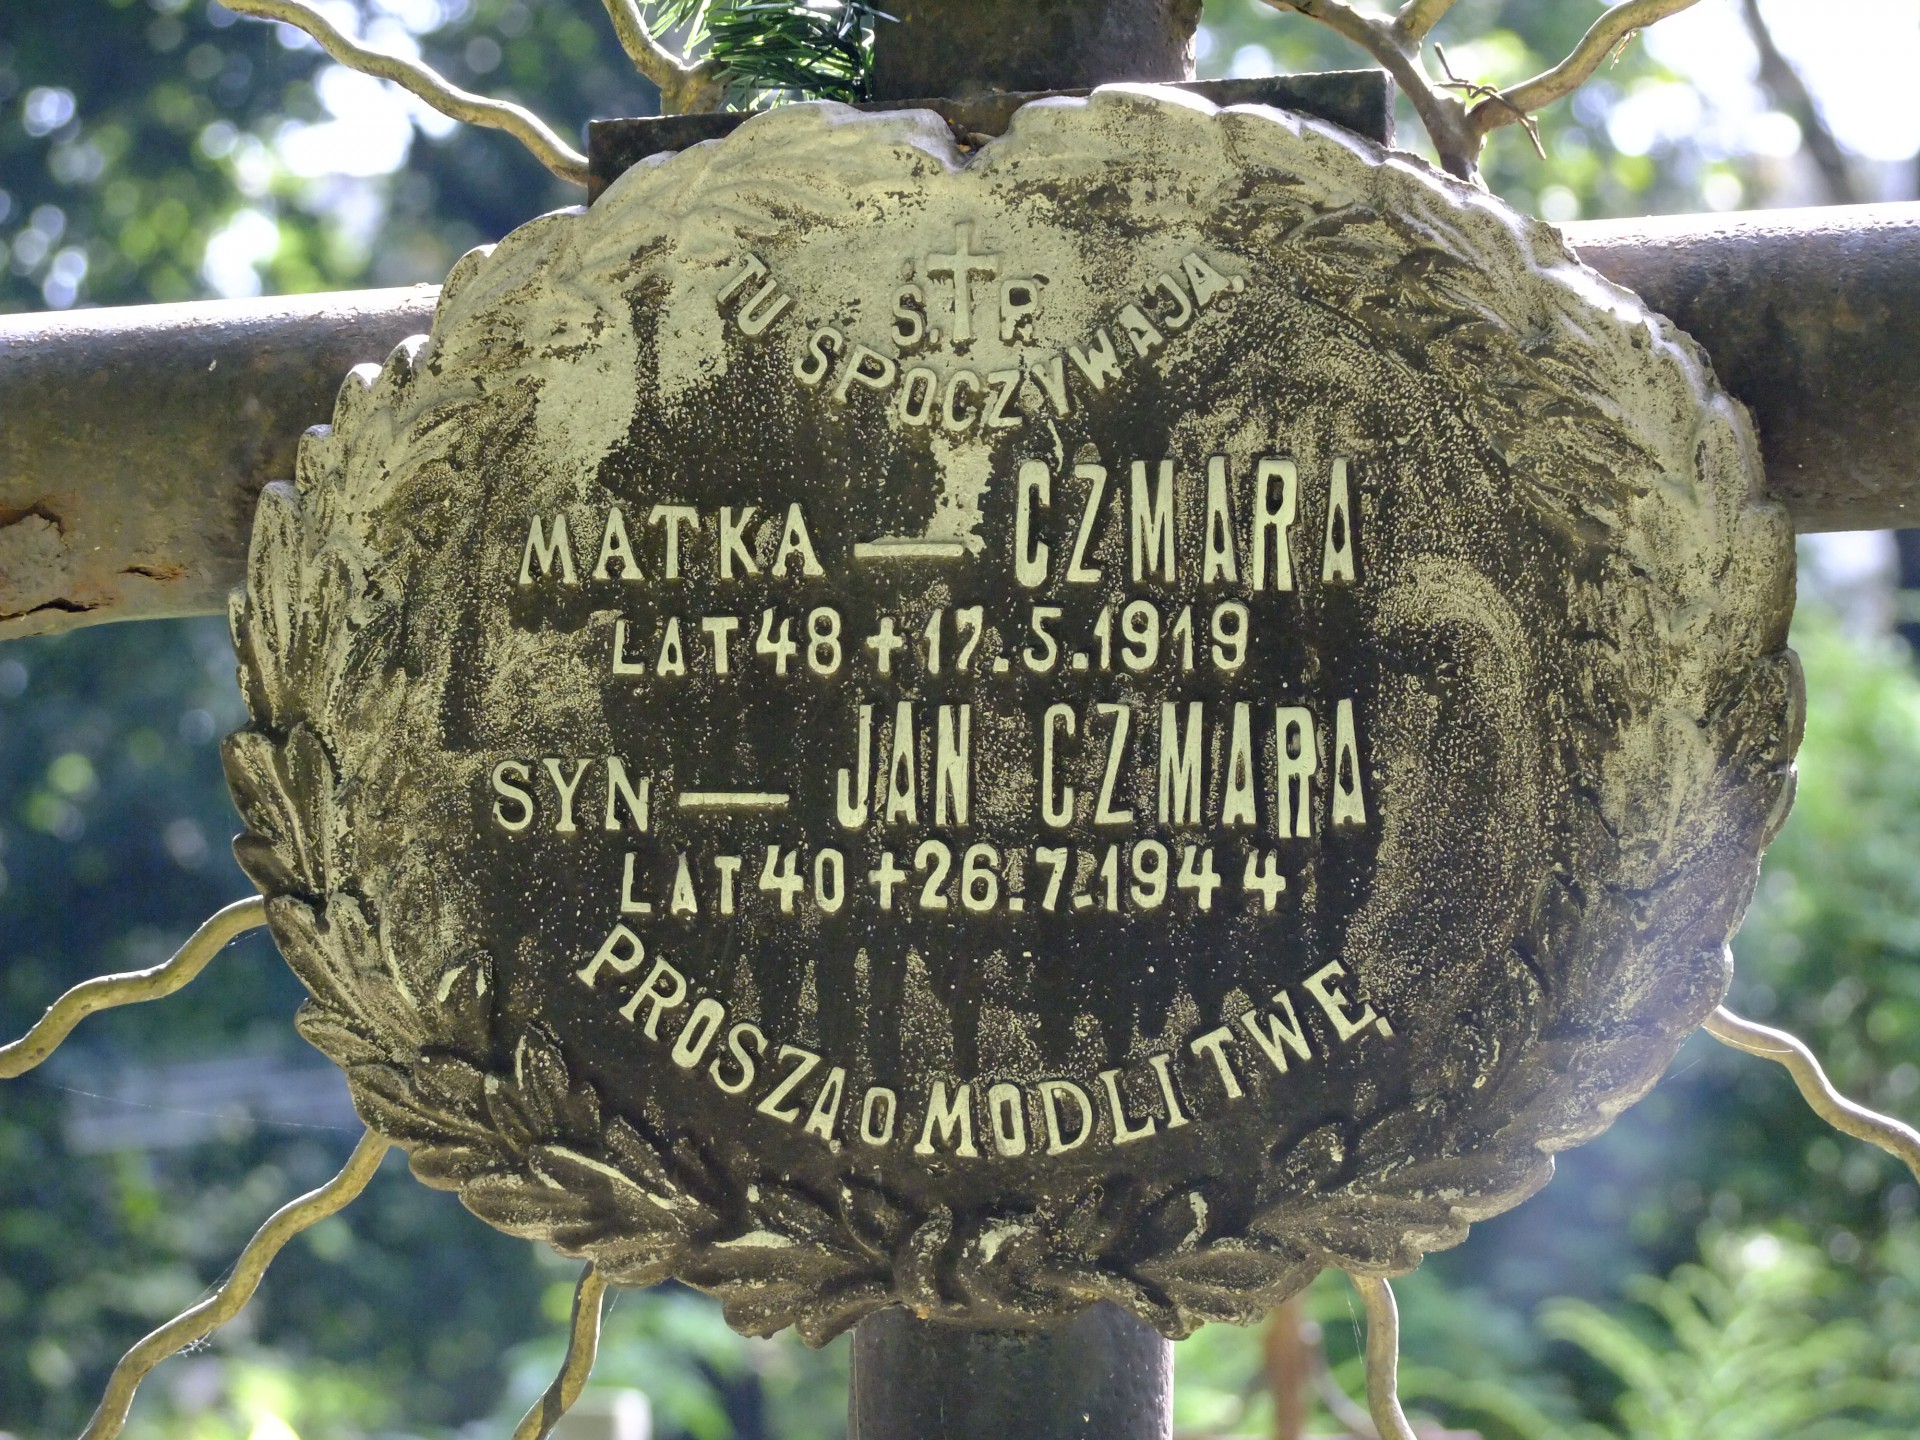 Ś. P.
TU SPOCZYWAJĄ,
MATKA — CZMARA
LAT 48 + 17.5.1919
SYN — JAN CZMARA
LAT 40 + 26.7.1944
PROSZĄ O MODLITWĘ,